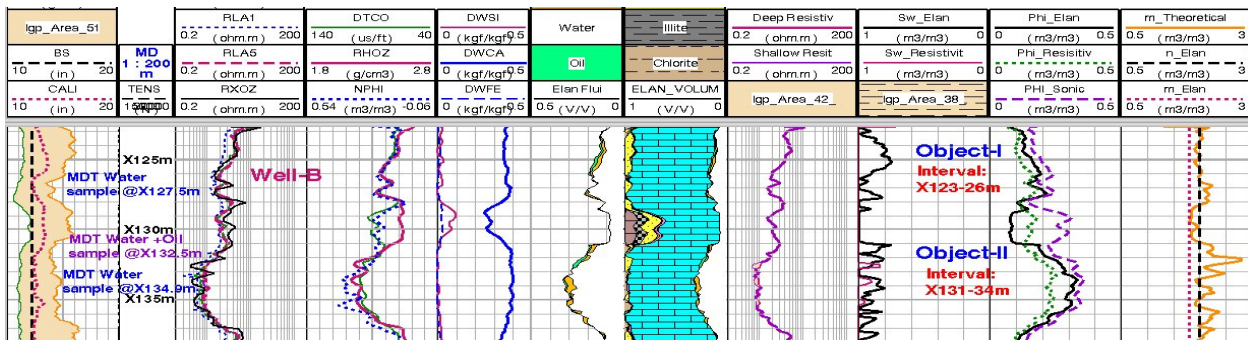 Igp_Area_51
BS
10 (in) 20
CALI
10 (in) 20
MD
1 : 200
m
TENS
RLA1
0.2 (ohm.m) 200
RLA5
0.2 (ohm.m) 200
RXOZ
0.2 (ohm.m) 200
DTCO
140 (us/ft) 40
RHOZ
1.8 (g/cm3) 2.8
NPHI
0.54 (m3/m3) -0.06
DWSI
0 (kgf/kgf) 0.5
DWCA
0 (kgf/kgf) 0.5
DWFE
0 (kgf/kgf) 0.5
Water
Oil
Elan Flui
0.5 (V/V) 0
Illite
Chlorite
ELAN_VOLUM
1 (V/V) 0
Deep Resistiv
0.2 (ohm.m) 200
Shallow Resit
0.2 (ohm.m) 200
Igp_Area_42_
Sw_Elan
1 (m3/m3) 0
Sw_Resistivit
1 (m3/m3) 0
Igp_Area_38_
Phi_Elan
0 (m3/m3) 0.5
Phi_Resisitiv
0 (m3/m3) 0.5
PHI_Sonic
0 (m3/m3) 0.5
m_Theoretical
0.5 3
n_Elan
0.5 3
m_Elan
0.5 3
X125m
MDT Water
sample @X127.5m
X130m
MDT Water +Oil
sample @X132.5m
MDT Water
sample @X134.9m
X135m
Well-B
Object-I
Interval:
X123-26m
Object-II
Interval:
X131-34m